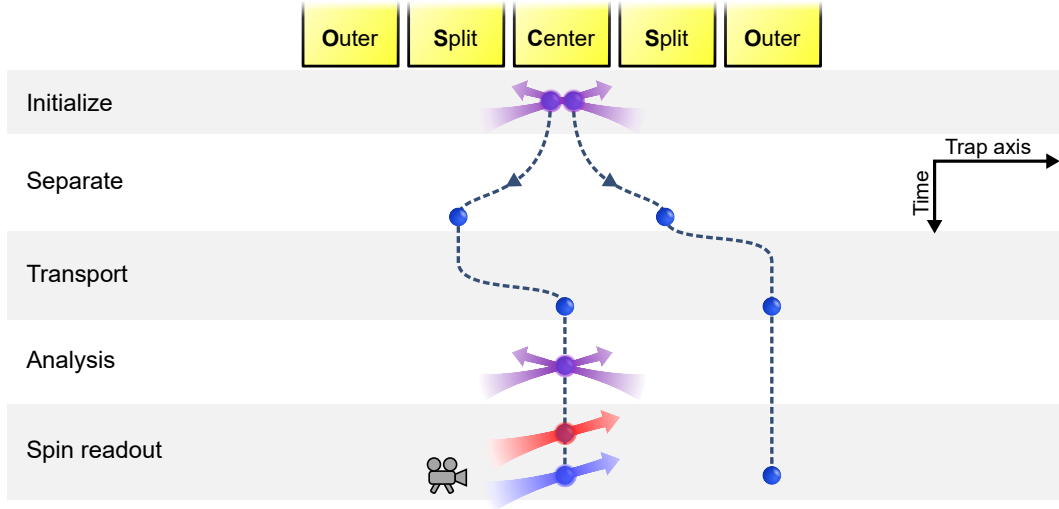 Outer Split Center Split Outer
Initialize
Trap axis
Separate
Time
Transport
Analysis
Spin readout